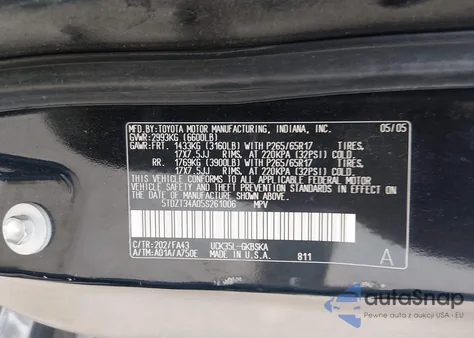 MFD.BY:TOYOTA MOTOR MANUFACTURING, INDIANA, INC. 05/05
GVWR:2993KG (6600LB)
GAWR:FRT. 1433KG (3160LB) WITH P265/65R17 TIRES.
17X7.5JJ RIMS, AT 220KPA (32PSI) COLD.
RR. 1769KG (3900LB) WITH P265/65R17 TIRES.
17X7.5JJ RIMS, AT 220KPA (32PSI) COLD.
THIS VEHICLE CONFORMS TO ALL APPLICABLE FEDERAL
MOTOR VEHICLE SAFETY STANDARDS IN EFFECT ON
THE DATE OF MANUFACTURE SHOWN ABOVE.
5TDZT34A05S261006 MPV
C/TR:202/FA43 UCK35L-GKBSKA
A/TM:A01A/A750E MADE IN U.S.A. 811 A
autoSnap
Pewne z aukcji USA - EU